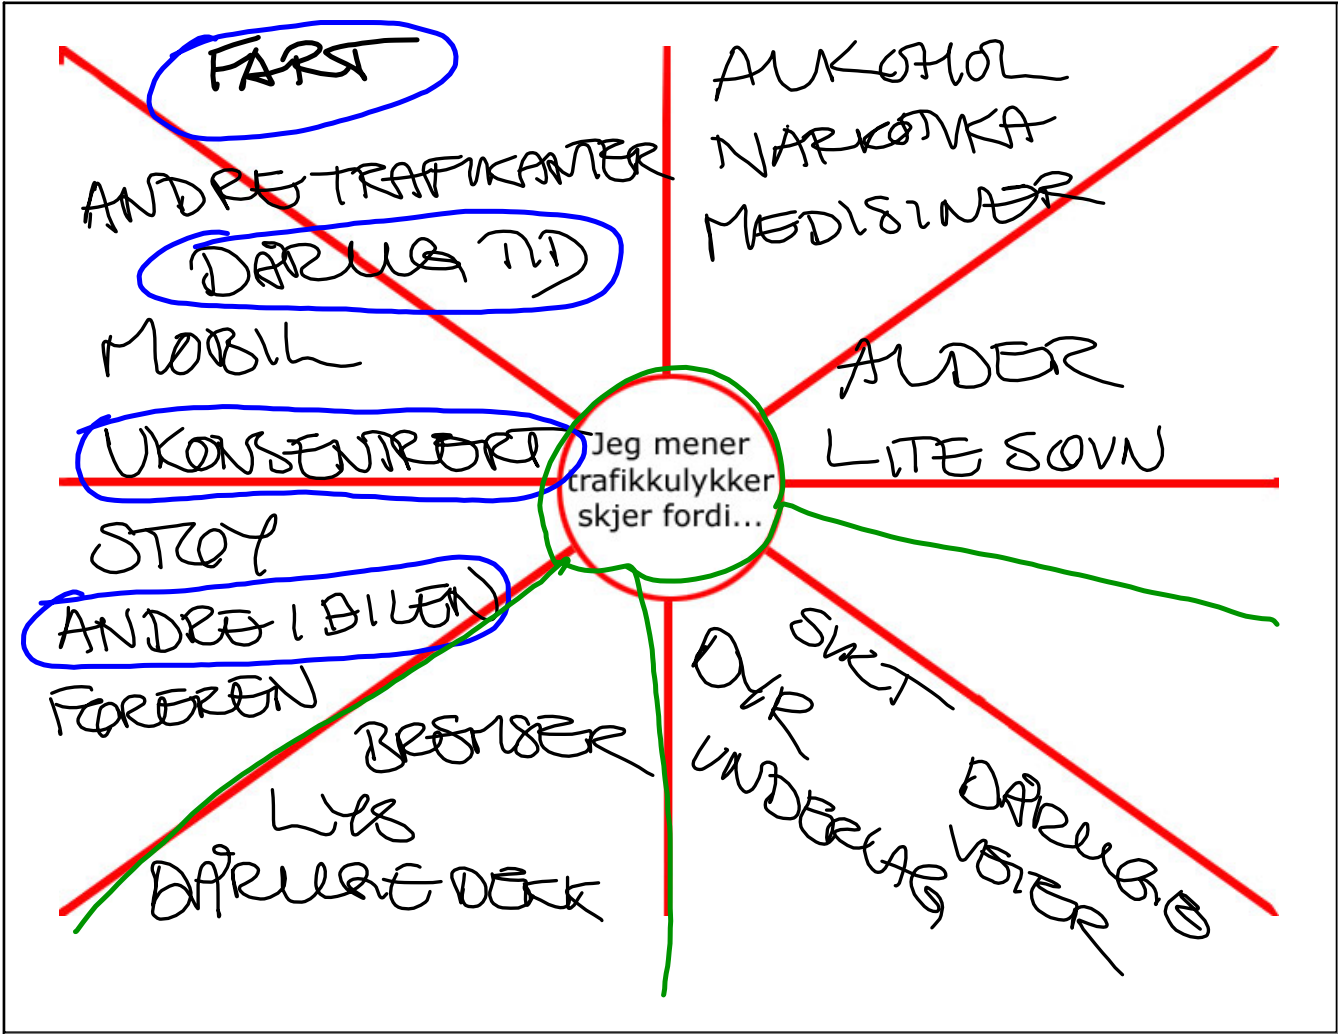 FART
ANDRE TRAFIKANTER
DÅRLIG TID
MOBIL
UKONSENTRERT
STØY
ANDRE I BILEN
FØREREN
BREMSER
LYS
DÅRLIGE DEKK
ALKOHOL
NARKOTIKA
MEDISINER
ALDER
LITE SØVN
Jeg mener
trafikkulykker
skjer fordi...
SIKT
DYR
UNDERLAG
DÅRLIGE
VEIER